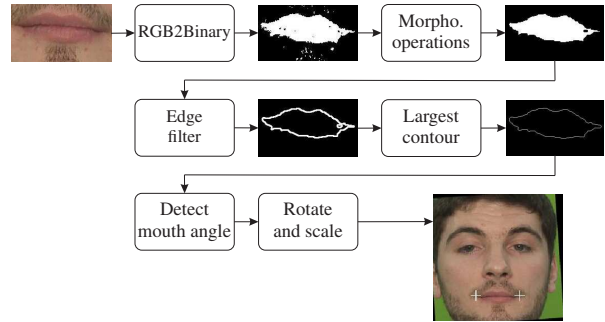 RGB2Binary
Morpho.
operations
Edge
filter
Largest
contour
Detect
mouth angle
Rotate
and scale